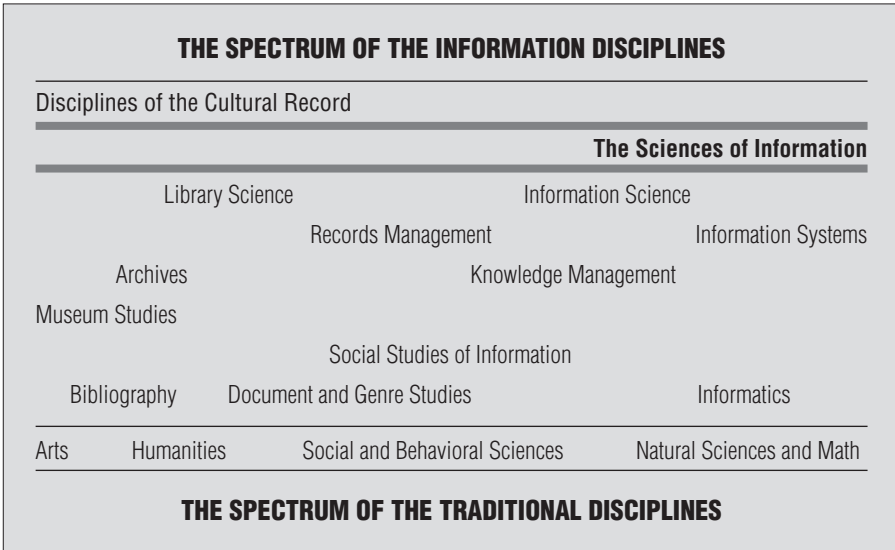 THE SPECTRUM OF THE INFORMATION DISCIPLINES
Disciplines of the Cultural Record
The Sciences of Information
Library Science Information Science
Records Management Information Systems
Archives Knowledge Management
Museum Studies
Social Studies of Information
Bibliography Document and Genre Studies Informatics
Arts Humanities Social and Behavioral Sciences Natural Sciences and Math
THE SPECTRUM OF THE TRADITIONAL DISCIPLINES